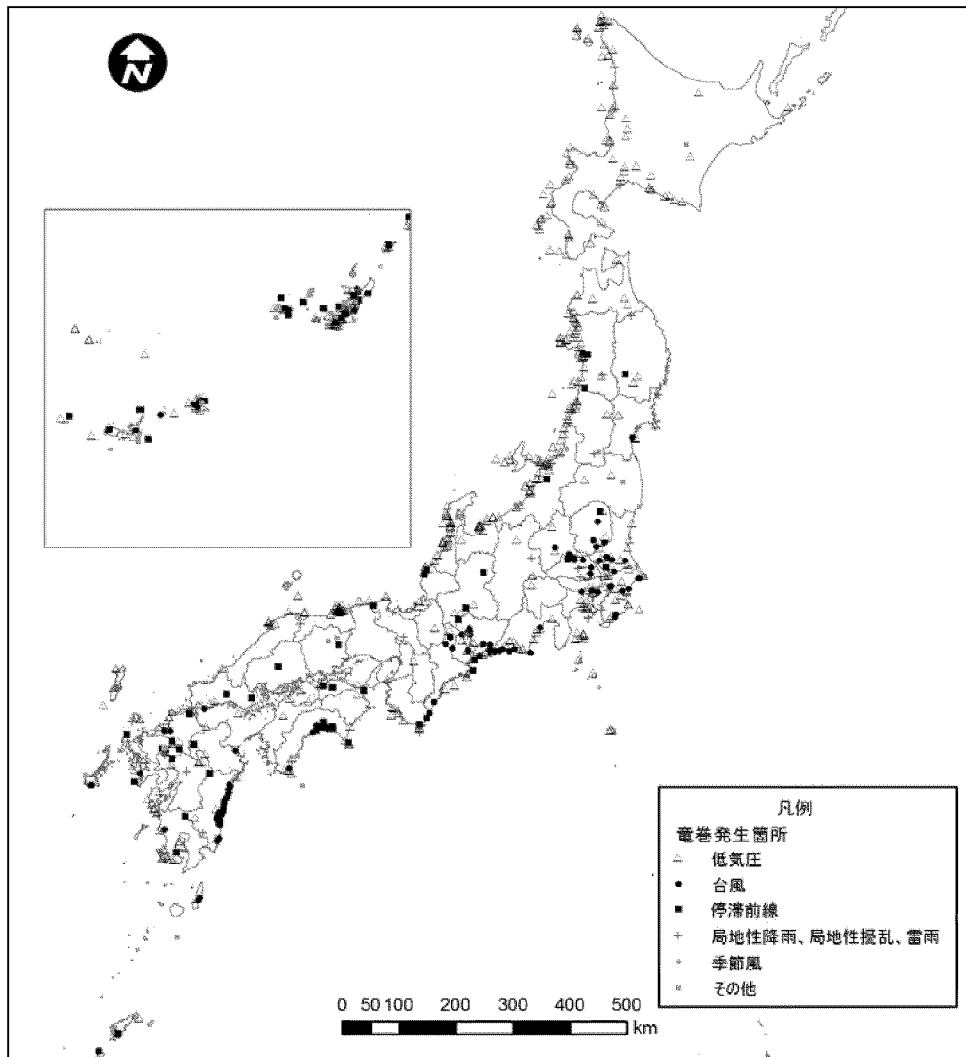 N
凡例
竜巻発生箇所
低気圧
台風
停滞前線
局地性降雨、局地性擾乱、雷雨
季節風
その他
0 50 100 200 300 400 500
km